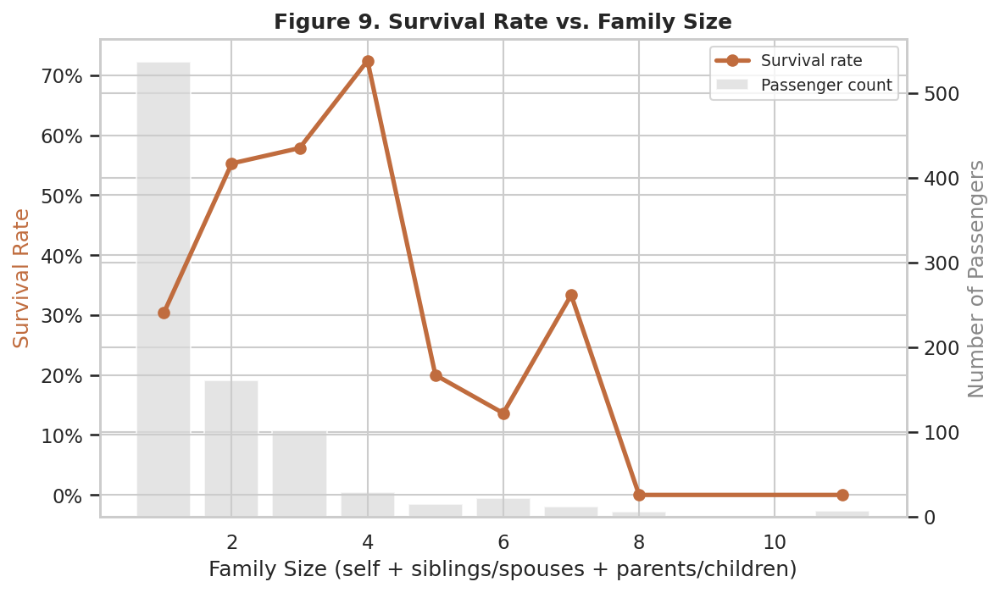 Figure 9. Survival Rate vs. Family Size
Survival rate
Passenger count
70%
60%
50%
40%
30%
20%
10%
0%
Survival Rate
500
400
300
200
100
0
Number of Passengers
2 4 6 8 10
Family Size (self + siblings/spouses + parents/children)